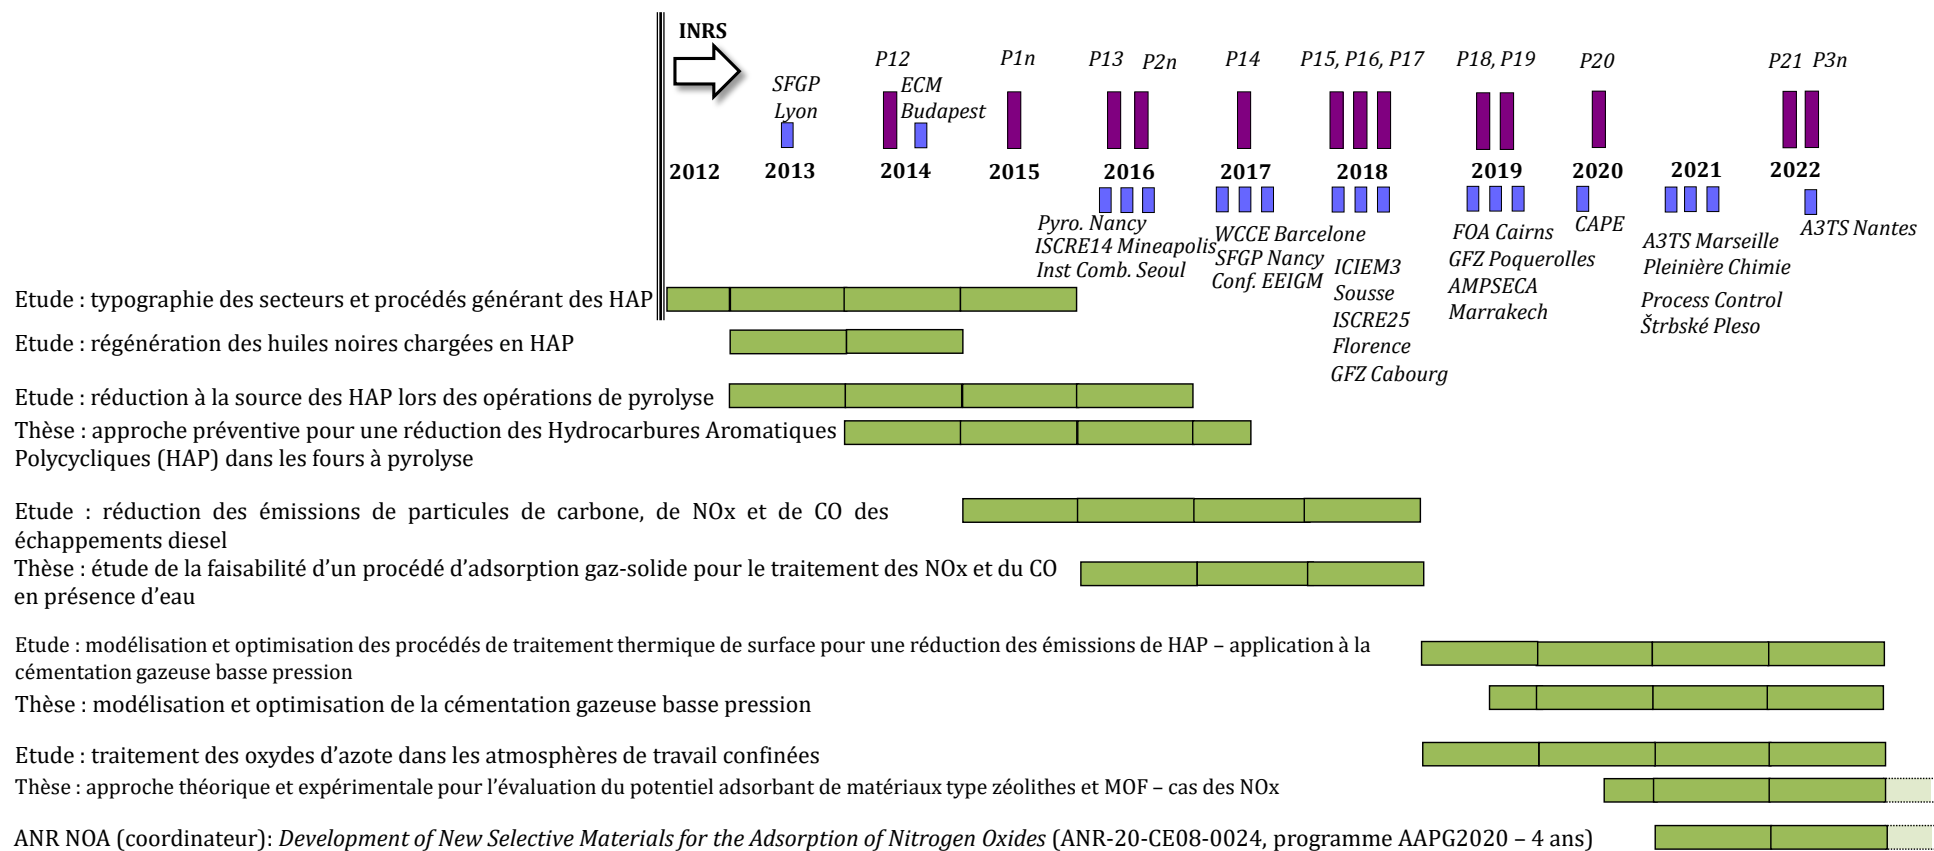 INRS
P12
P1n
P13
P2n
P14
P15, P16, P17
P18, P19
P20
P21
P3n
SFGP
Lyon
ECM
Budapest
2012
2013
2014
2015
2016
2017
2018
2019
2020
2021
2022
Pyro. Nancy
ISCRE14 Mineapolis
Inst Comb. Seoul
WCCE Barcelone
SFGP Nancy
Conf. EEIGM
ICIEM3
Sousse
ISCRE25
Florence
GFZ Cabourg
FOA Cairns
GFZ Poquerolles
AMPSECA
Marrakech
CAPE
A3TS Marseille
Pleinière Chimie
Process Control
Štrbské Pleso
A3TS Nantes
Etude : typographie des secteurs et procédés générant des HAP
Etude : régénération des huiles noires chargées en HAP
Etude : réduction à la source des HAP lors des opérations de pyrolyse
Thèse : approche préventive pour une réduction des Hydrocarbures Aromatiques
Polycycliques (HAP) dans les fours à pyrolyse
Etude : réduction des émissions de particules de carbone, de NOx et de CO des
échappements diesel
Thèse : étude de la faisabilité d'un procédé d'adsorption gaz-solide pour le traitement des NOx et du CO
en présence d'eau
Etude : modélisation et optimisation des procédés de traitement thermique de surface pour une réduction des émissions de HAP – application à la
cémentation gazeuse basse pression
Thèse : modélisation et optimisation de la cémentation gazeuse basse pression
Etude : traitement des oxydes d'azote dans les atmosphères de travail confinées
Thèse : approche théorique et expérimentale pour l'évaluation du potentiel adsorbant de matériaux type zéolithes et MOF – cas des NOx
ANR NOA (coordinateur): Development of New Selective Materials for the Adsorption of Nitrogen Oxides (ANR-20-CE08-0024, programme AAPG2020 – 4 ans)